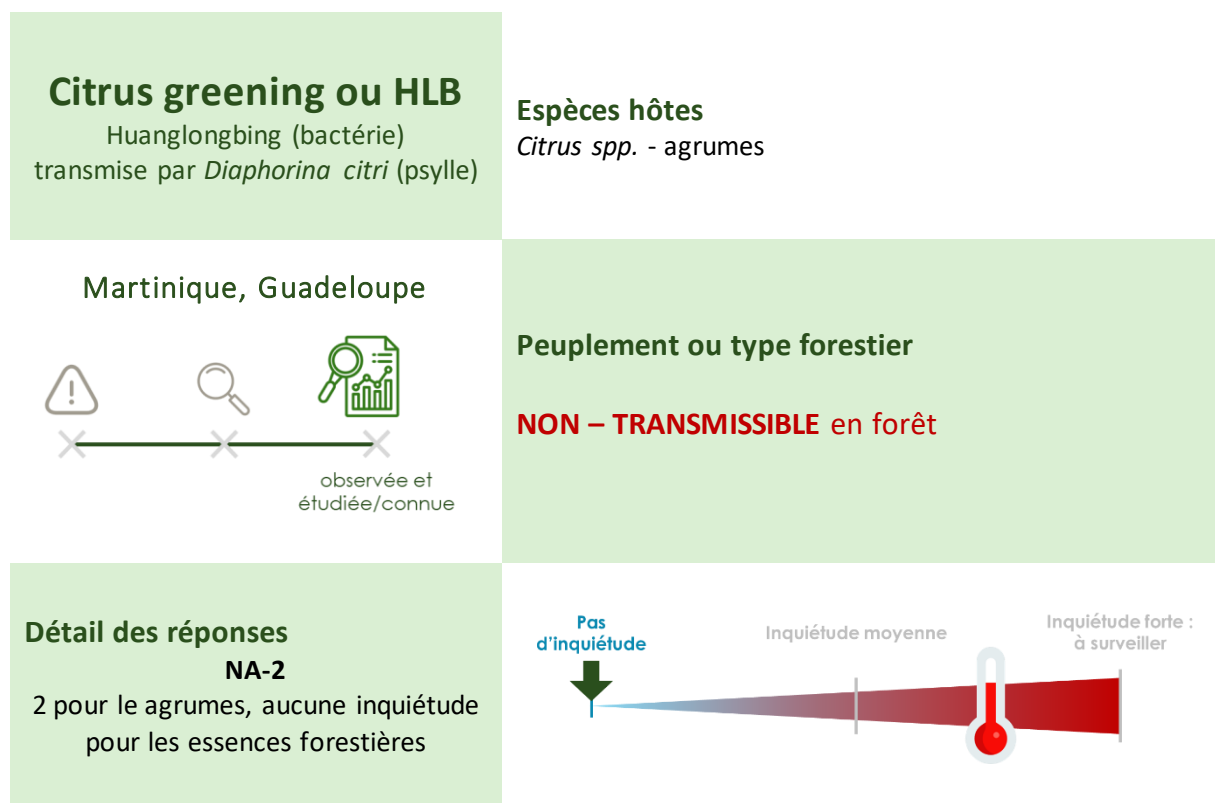 Citrus greening ou HLB
Huanglongbing (bactérie)
transmise par Diaphorina citri (psylle)
Espèces hôtes
Citrus spp. - agrumes
Martinique, Guadeloupe
observée et
étudiée/connue
Peuplement ou type forestier
NON – TRANSMISSIBLE en forêt
Détail des réponses
NA-2
2 pour le agrumes, aucune inquiétude
pour les essences forestières
Pas
d'inquiétude
Inquiétude moyenne
Inquiétude forte :
à surveiller